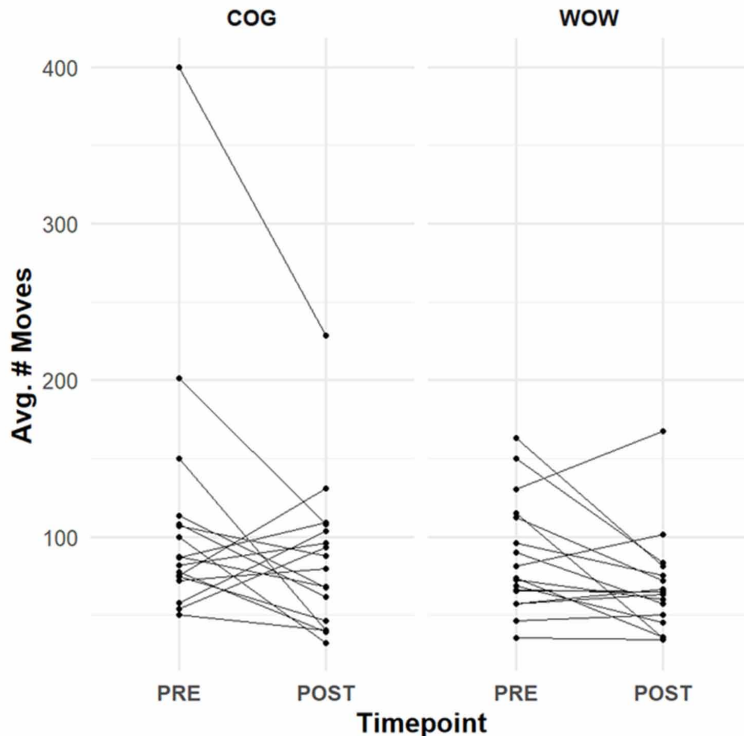 COG
WOW
400
300
200
100
Avg. # Moves
PRE
POST
PRE
POST
Timepoint